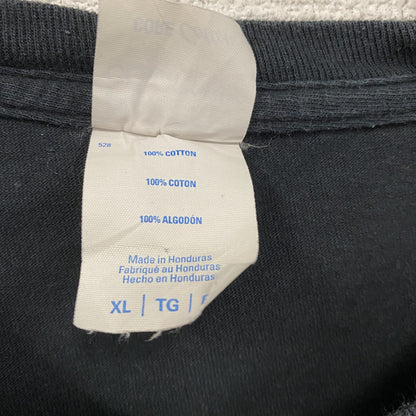 528
100% COTTON
100% COTON
100% ALGODÓN
Made in Honduras
Fabriqué au Honduras
Hecho en Honduras
XL | TG |